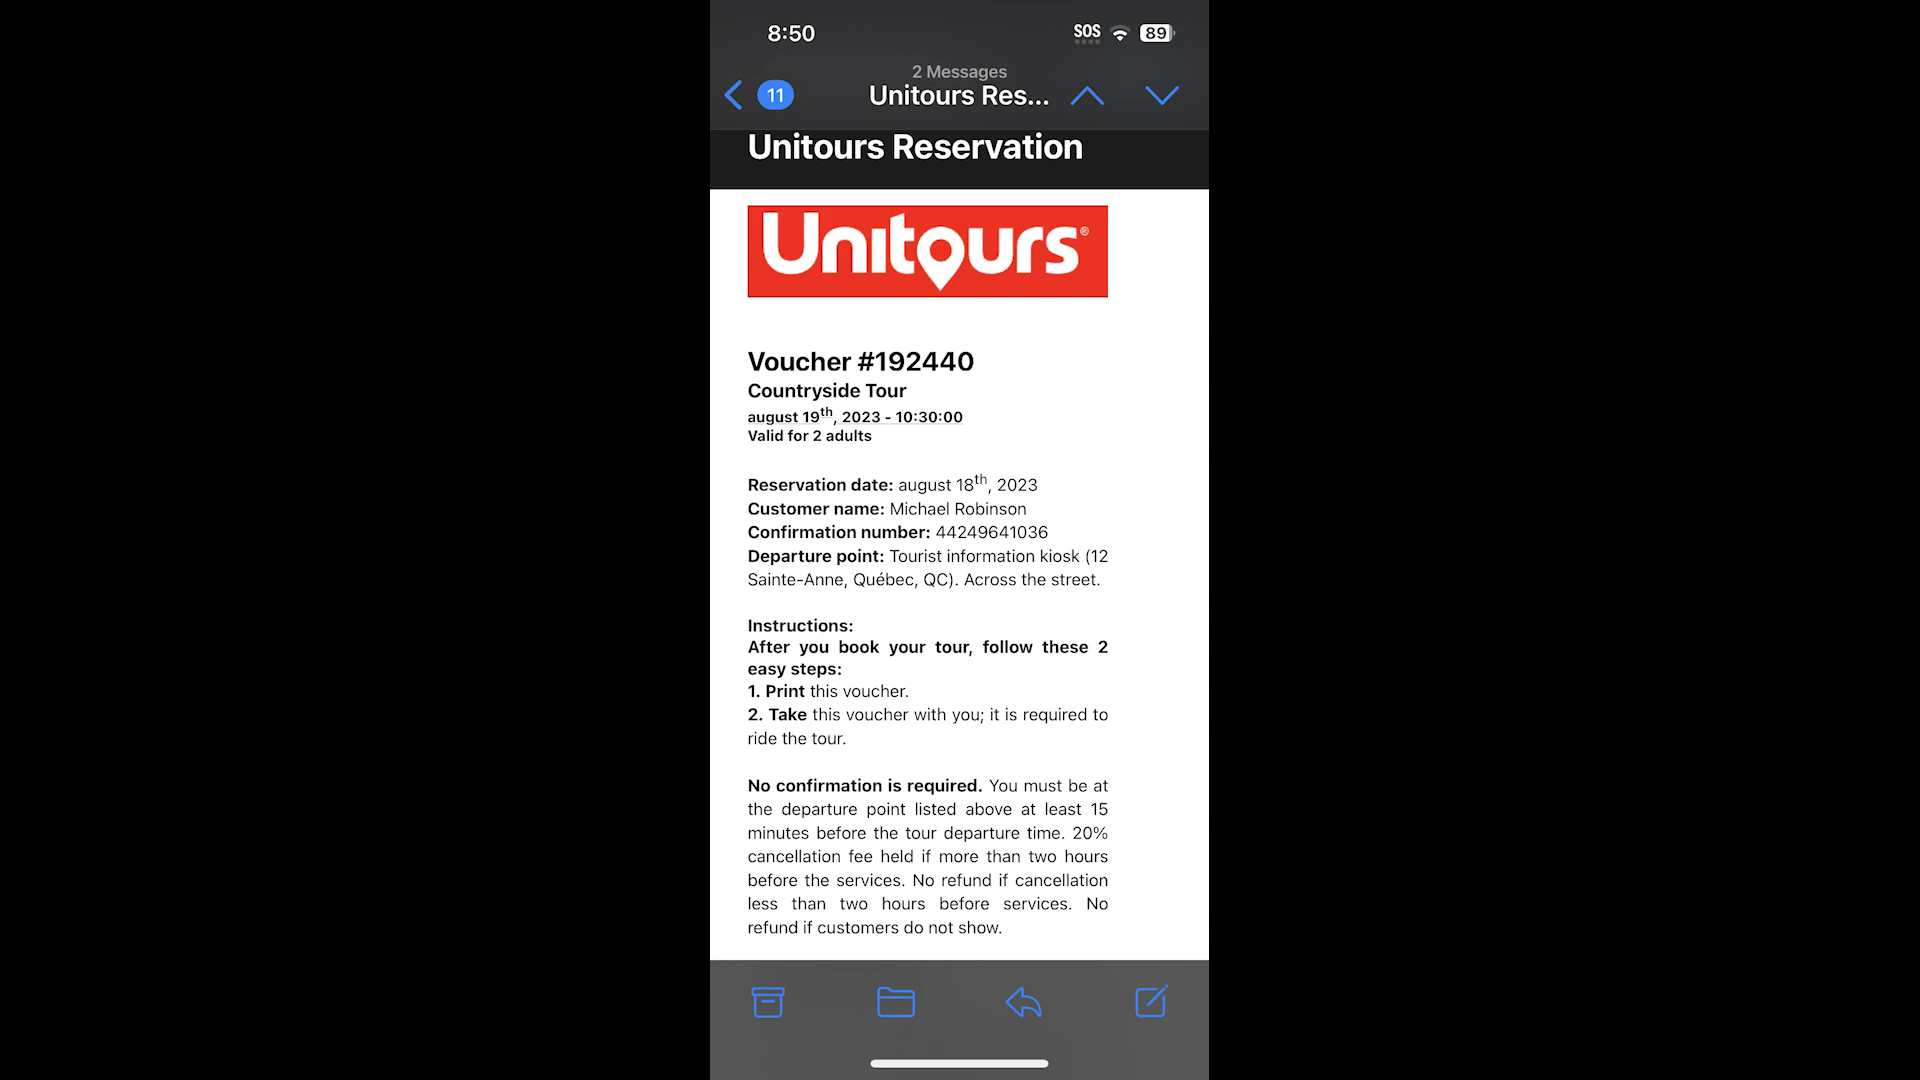 8:50
SOS
89
2 Messages
11
Unitours Res...
Unitours Reservation
Unitours®
Voucher #192440
Countryside Tour
august 19th, 2023 - 10:30:00
Valid for 2 adults
Reservation date: august 18th, 2023
Customer name: Michael Robinson
Confirmation number: 44249641036
Departure point: Tourist information kiosk (12
Sainte-Anne, Québec, QC). Across the street.
Instructions:
After you book your tour, follow these 2
easy steps:
1. Print this voucher.
2. Take this voucher with you; it is required to
ride the tour.
No confirmation is required. You must be at
the departure point listed above at least 15
minutes before the tour departure time. 20%
cancellation fee held if more than two hours
before the services. No refund if cancellation
less than two hours before services. No
refund if customers do not show.